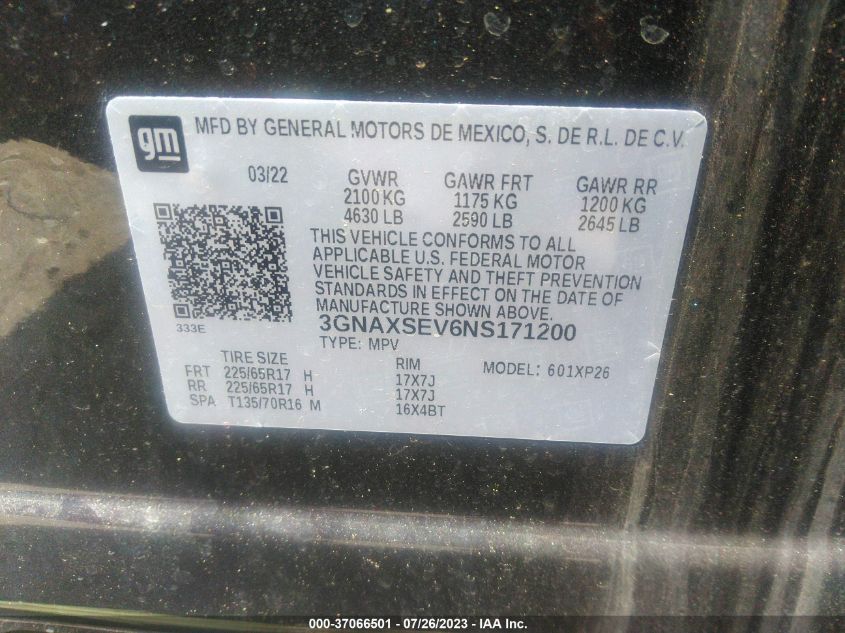 gm
MFD BY GENERAL MOTORS DE MEXICO, S. DE R.L. DE C.V.
03/22 GVWR GAWR FRT GAWR RR
2100 KG 1175 KG 1200 KG
4630 LB 2590 LB 2645 LB
THIS VEHICLE CONFORMS TO ALL
APPLICABLE U.S. FEDERAL MOTOR
VEHICLE SAFETY AND THEFT PREVENTION
STANDARDS IN EFFECT ON THE DATE OF
MANUFACTURE SHOWN ABOVE.
333E 3GNAXSEV6NS171200
TYPE: MPV
TIRE SIZE RIM MODEL: 601XP26
FRT 225/65R17 H 17X7J
RR 225/65R17 H 17X7J
SPA T135/70R16 M 16X4BT
000-37066501 / 07/26/2023 - IAA Inc.